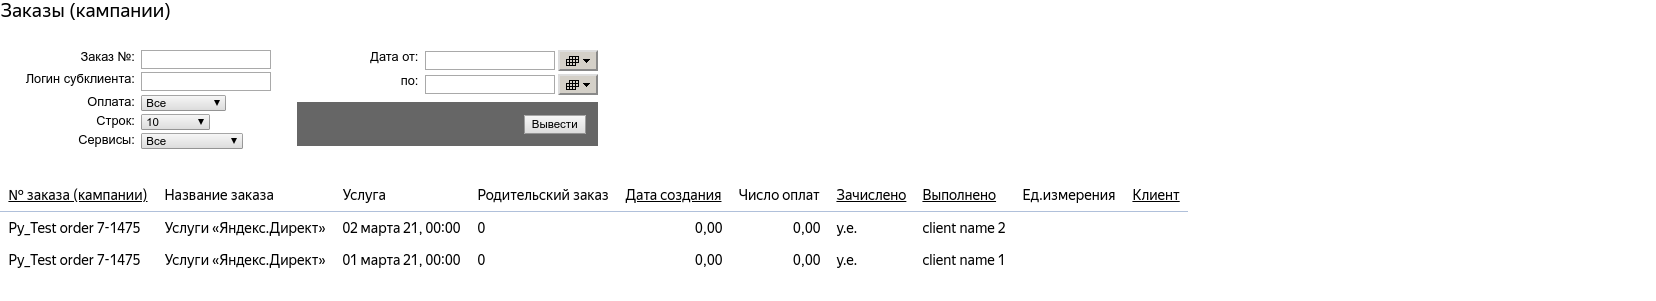 Заказы (кампании)
Заказ №:
Дата от:
Логин субклиента:
по:
Оплата: Все
Строк: 10
Вывести
Сервисы: Все
№ заказа (кампании) Название заказа Услуга Родительский заказ Дата создания Число оплат Зачислено Выполнено Ед.измерения Клиент
Py_Test order 7-1475 Услуги «Яндекс.Директ» 02 марта 21, 00:00 0 0,00 0,00 у.е. client name 2
Py_Test order 7-1475 Услуги «Яндекс.Директ» 01 марта 21, 00:00 0 0,00 0,00 у.е. client name 1